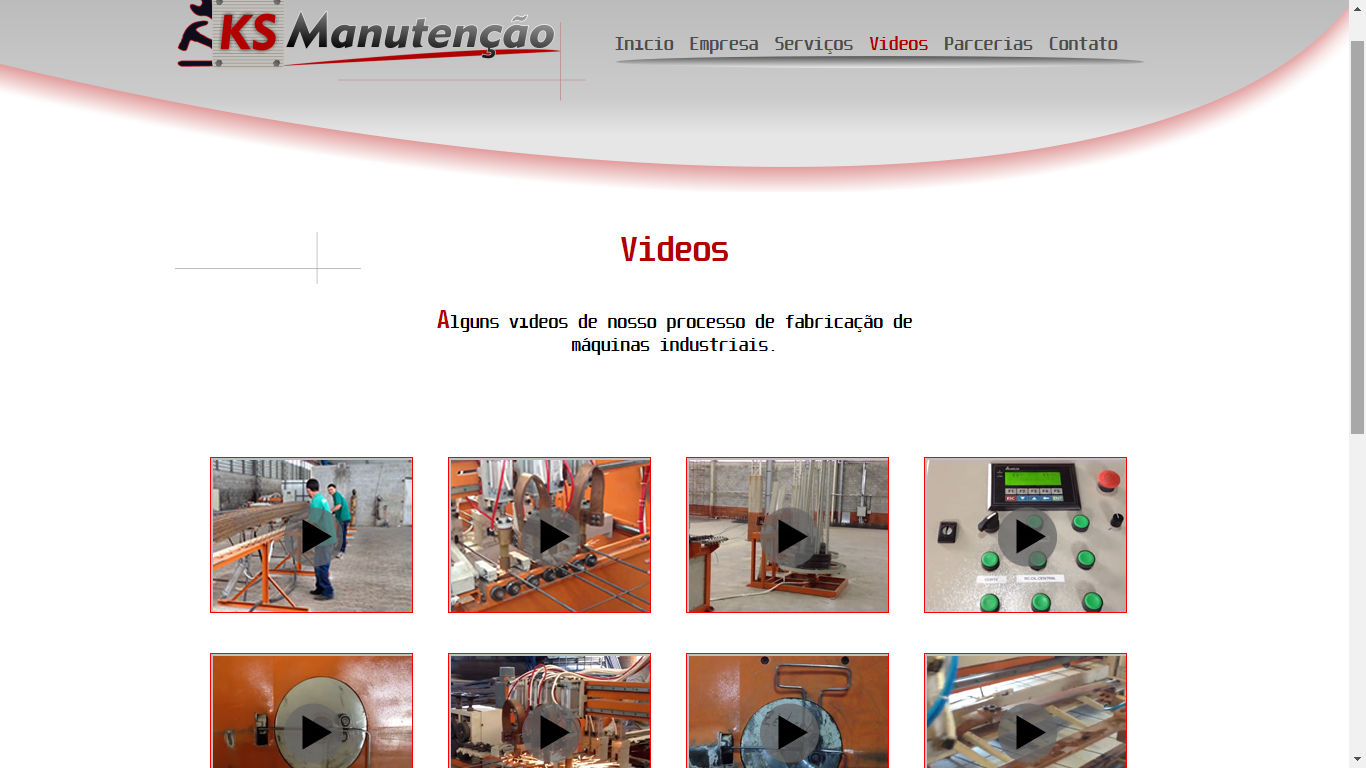 KS Manutenção
Inicio Empresa Serviços Videos Parcerias Contato
Videos
Alguns videos de nosso processo de fabricação de
máquinas industriais.